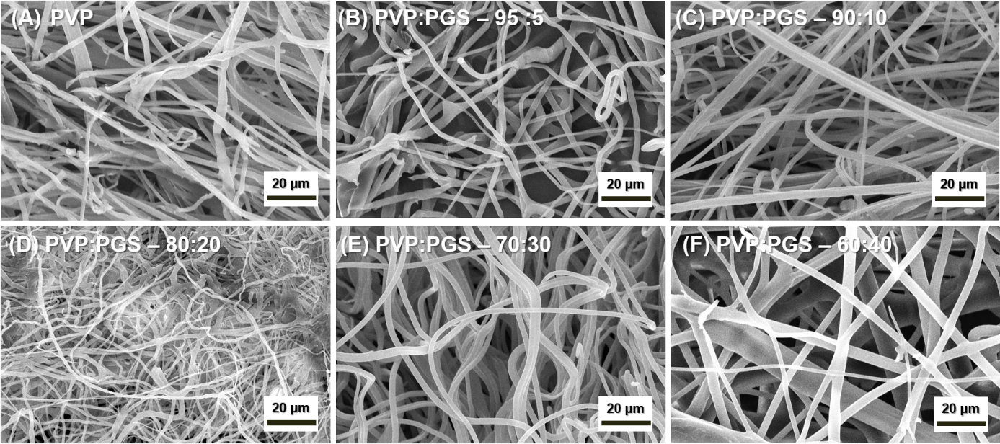 (A) PVP
(B) PVP:PGS – 95 :5
(C) PVP:PGS – 90:10
20 µm
20 µm
20 µm
(D) PVP:PGS – 80:20
(E) PVP:PGS – 70:30
(F) PVP:PGS – 60:40
20 µm
20 µm
20 µm